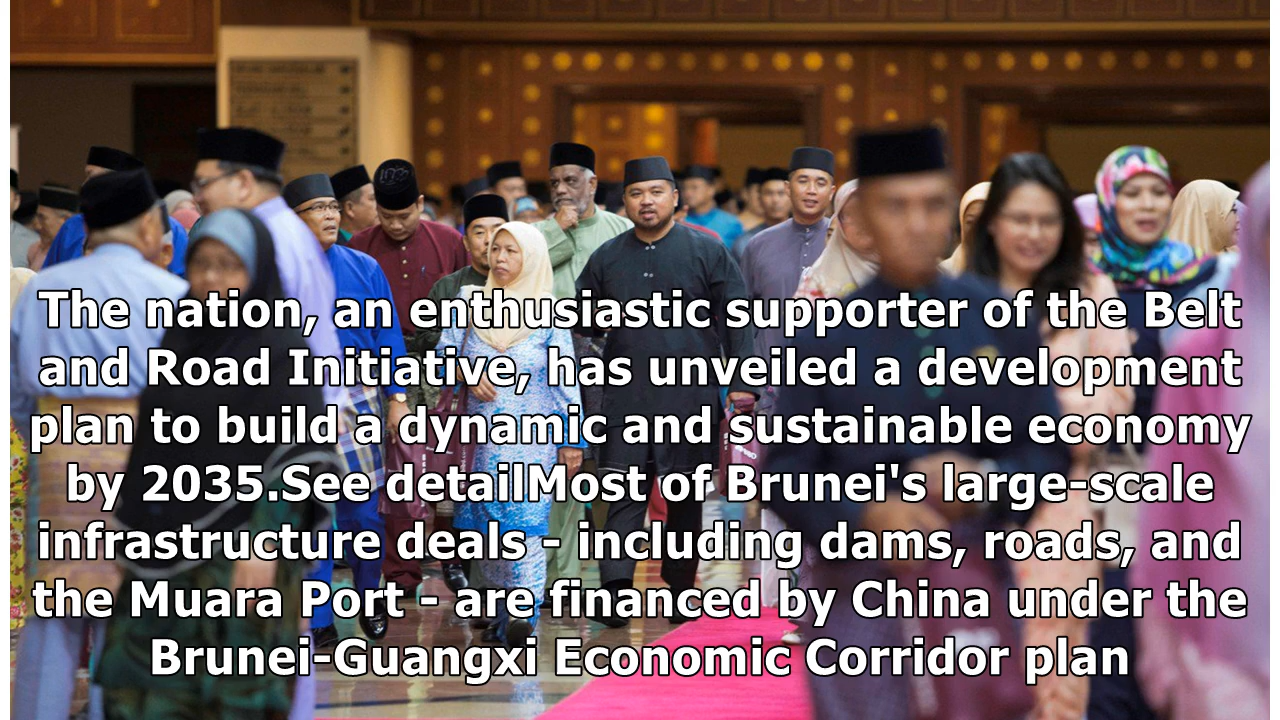 The nation, an enthusiastic supporter of the Belt
and Road Initiative, has unveiled a development
plan to build a dynamic and sustainable economy
by 2035.See detailMost of Brunei's large-scale
infrastructure deals - including dams, roads, and
the Muara Port - are financed by China under the
Brunei-Guangxi Economic Corridor plan